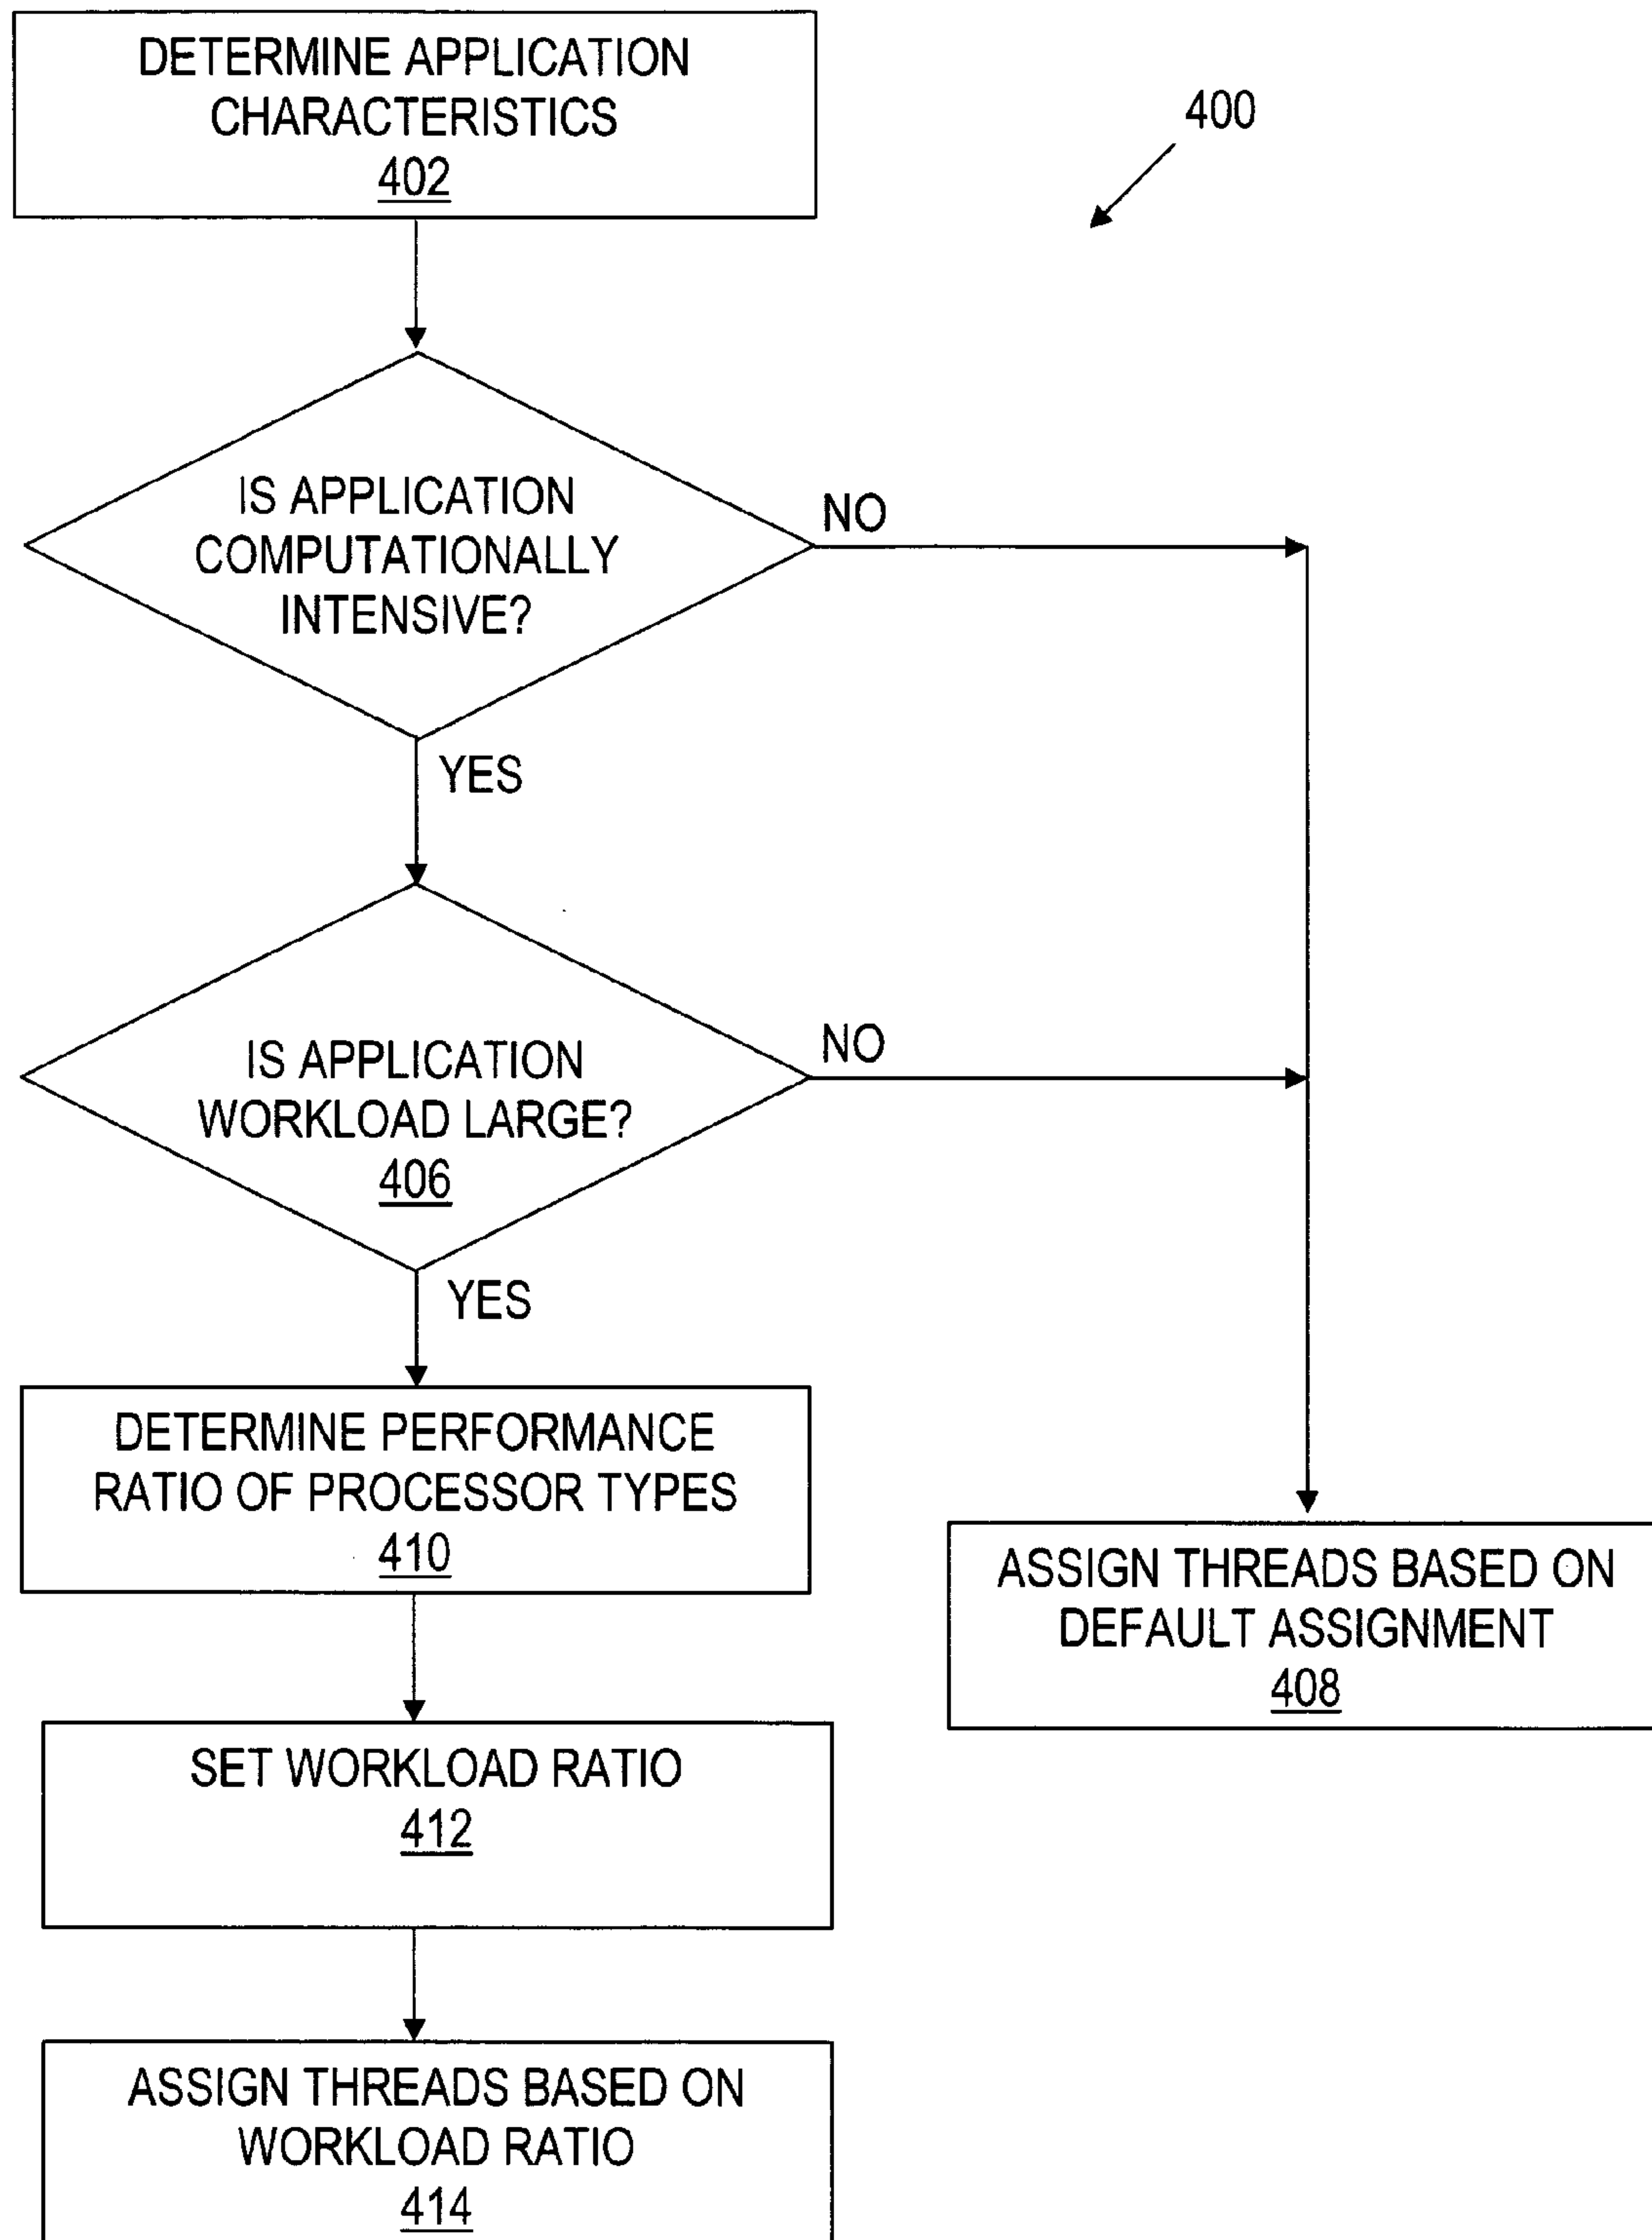 DETERMINE APPLICATION
CHARACTERISTICS
402
400
IS APPLICATION
COMPUTATIONALLY
INTENSIVE?
NO
YES
IS APPLICATION
WORKLOAD LARGE?
406
NO
YES
DETERMINE PERFORMANCE
RATIO OF PROCESSOR TYPES
410
ASSIGN THREADS BASED ON
DEFAULT ASSIGNMENT
408
SET WORKLOAD RATIO
412
ASSIGN THREADS BASED ON
WORKLOAD RATIO
414